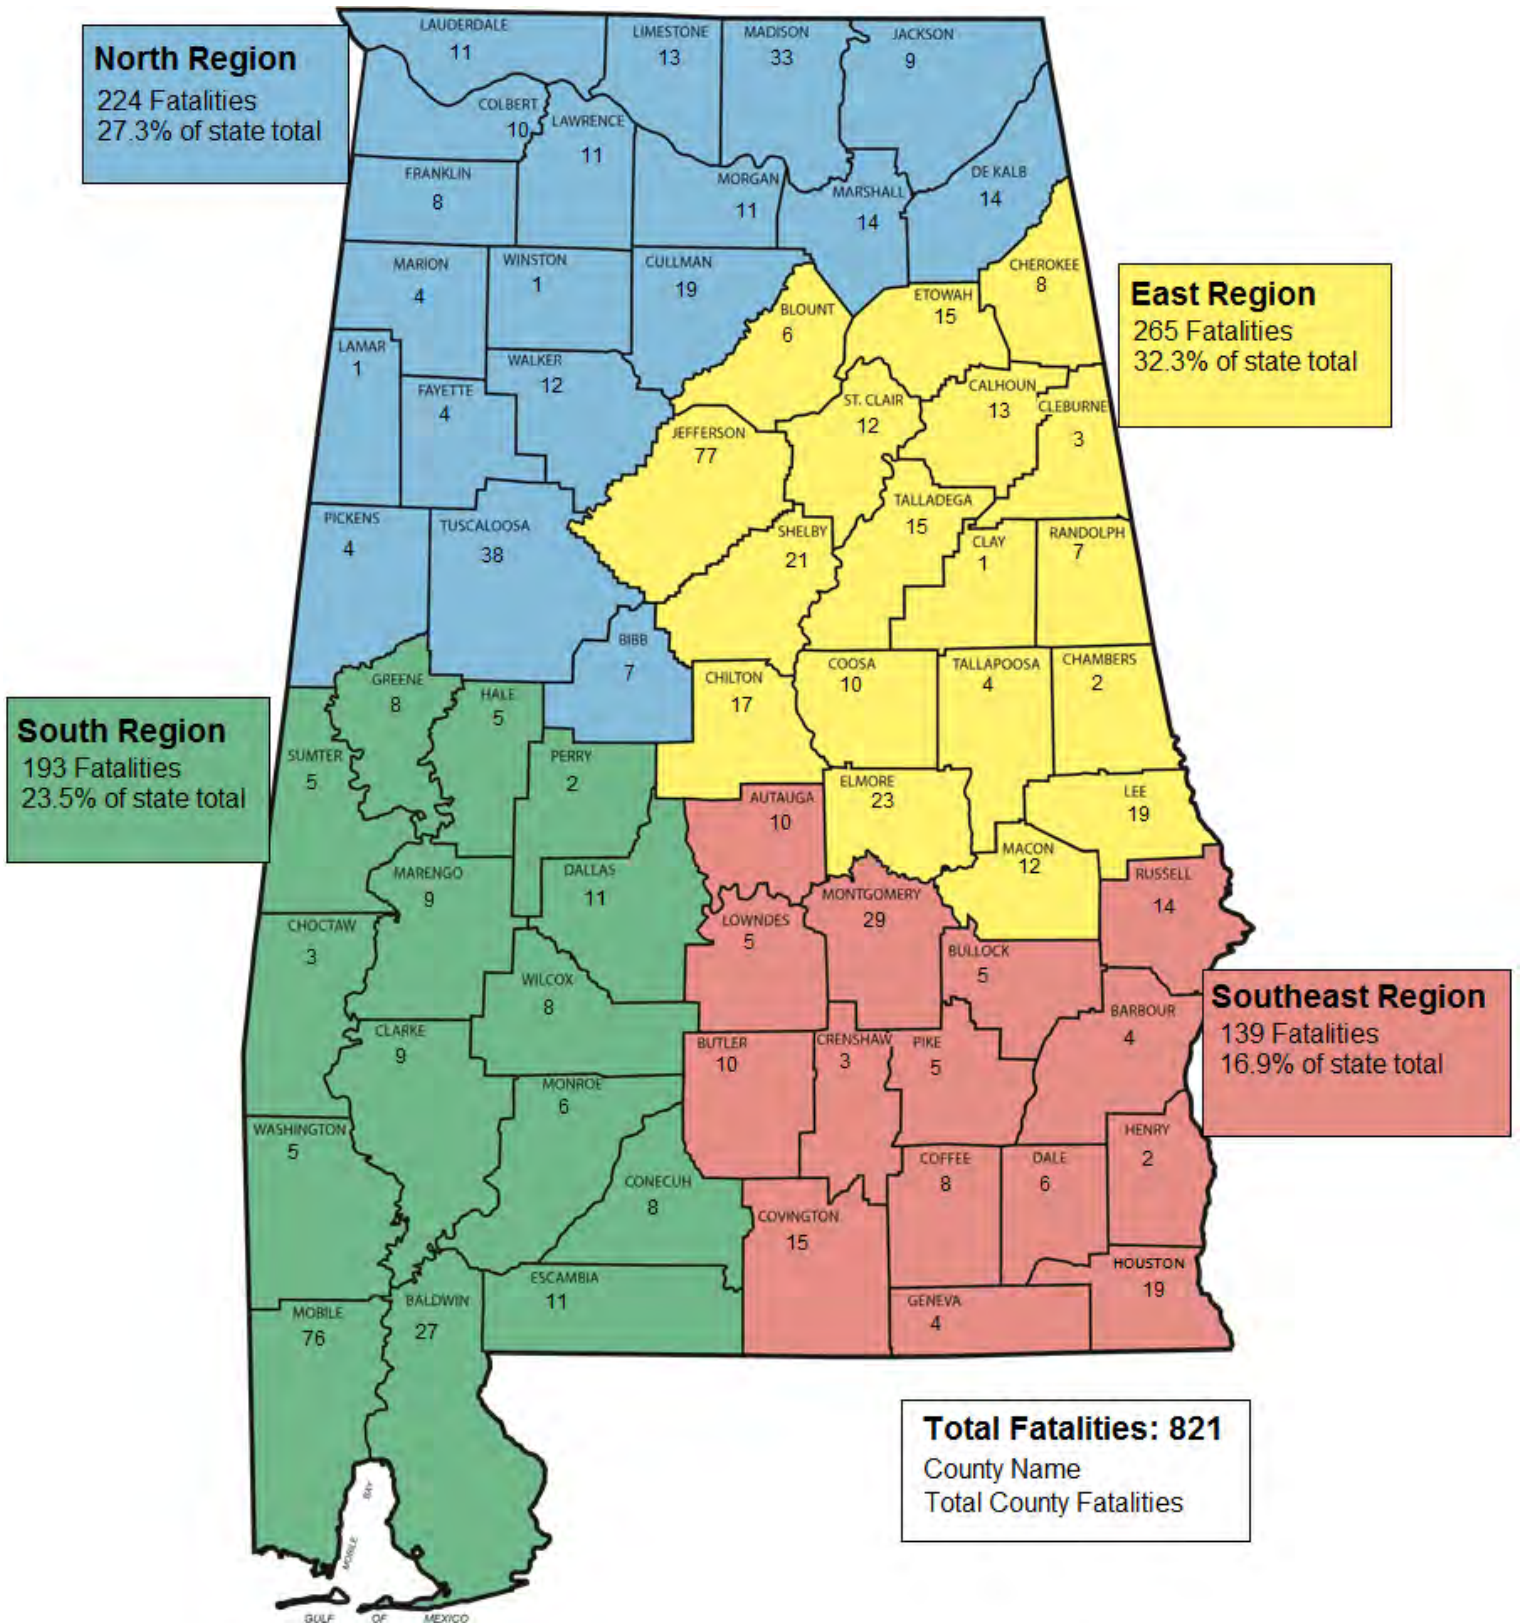 LAUDERDALE
11
LIMESTONE
13
MADISON
33
JACKSON
9
North Region
224 Fatalities
27.3% of state total
COLBERT
10
LAWRENCE
11
FRANKLIN
8
MORGAN
11
MARSHALL
14
DE KALB
14
MARION
4
WINSTON
1
CULLMAN
19
CHEROKEE
8
BLOUNT
6
ETOWAH
15
East Region
265 Fatalities
32.3% of state total
LAMAR
1
FAYETTE
4
WALKER
12
ST. CLAIR
12
CALHOUN
13
CLEBURNE
3
JEFFERSON
77
PICKENS
4
TUSCALOOSA
38
SHELBY
21
TALLADEGA
15
CLAY
1
RANDOLPH
7
BIBB
7
CHILTON
17
COOSA
10
TALLAPOOSA
4
CHAMBERS
2
GREENE
8
HALE
5
South Region
193 Fatalities
23.5% of state total
SUMTER
5
PERRY
2
AUTAUGA
10
ELMORE
23
LEE
19
MARENGO
9
DALLAS
11
MACON
12
RUSSELL
14
CHOCTAW
3
LOWNDES
5
MONTGOMERY
29
BULLOCK
5
WILCOX
8
Southeast Region
139 Fatalities
16.9% of state total
CLARKE
9
BUTLER
10
CRENSHAW
3
PIKE
5
BARBOUR
4
MONROE
6
WASHINGTON
5
CONECUH
8
COFFEE
8
DALE
6
HENRY
2
COVINGTON
15
ESCAMBIA
11
HOUSTON
19
GENEVA
4
MOBILE
76
BALDWIN
27
Total Fatalities: 821
County Name
Total County Fatalities
MOBILE BAY
GULF OF MEXICO